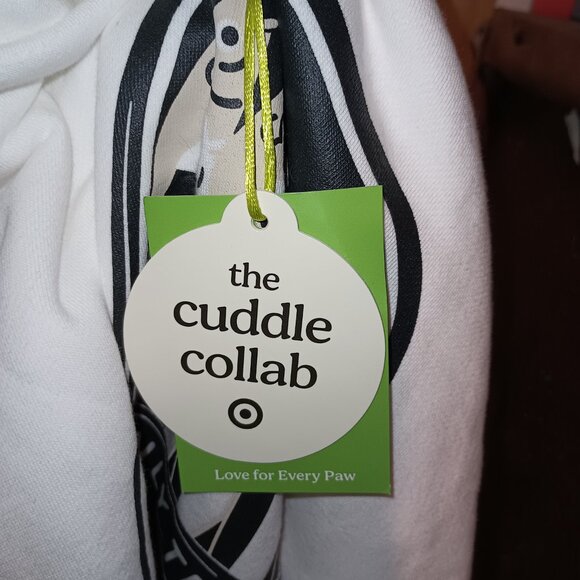 the
cuddle
collab
Love for Every Paw